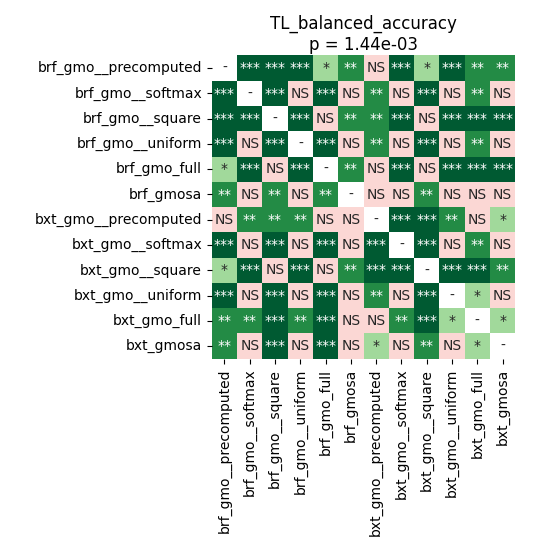 TL_balanced_accuracy
p = 1.44e-03
brf_gmo__precomputed - *** *** *** * ** NS *** * *** ** **
brf_gmo__softmax *** - *** NS *** NS ** NS *** NS ** NS
brf_gmo__square *** *** - *** NS ** ** *** NS *** *** ***
brf_gmo__uniform *** NS *** - *** NS ** NS *** NS ** NS
brf_gmo_full * *** NS *** - ** NS *** NS *** *** ***
brf_gmosa ** NS ** NS ** - NS NS ** NS NS NS
bxt_gmo__precomputed NS ** ** ** NS NS - *** *** ** NS *
bxt_gmo__softmax *** NS *** NS *** NS *** - *** NS ** NS
bxt_gmo__square * *** NS *** NS ** *** *** - *** *** **
bxt_gmo__uniform *** NS *** NS *** NS ** NS *** - * NS
bxt_gmo_full ** ** *** ** *** NS NS ** *** * - *
bxt_gmosa ** NS *** NS *** NS * NS ** NS * -
brf_gmo__precomputed
brf_gmo__softmax
brf_gmo__square
brf_gmo__uniform
brf_gmo_full
brf_gmosa
bxt_gmo__precomputed
bxt_gmo__softmax
bxt_gmo__square
bxt_gmo__uniform
bxt_gmo_full
bxt_gmosa